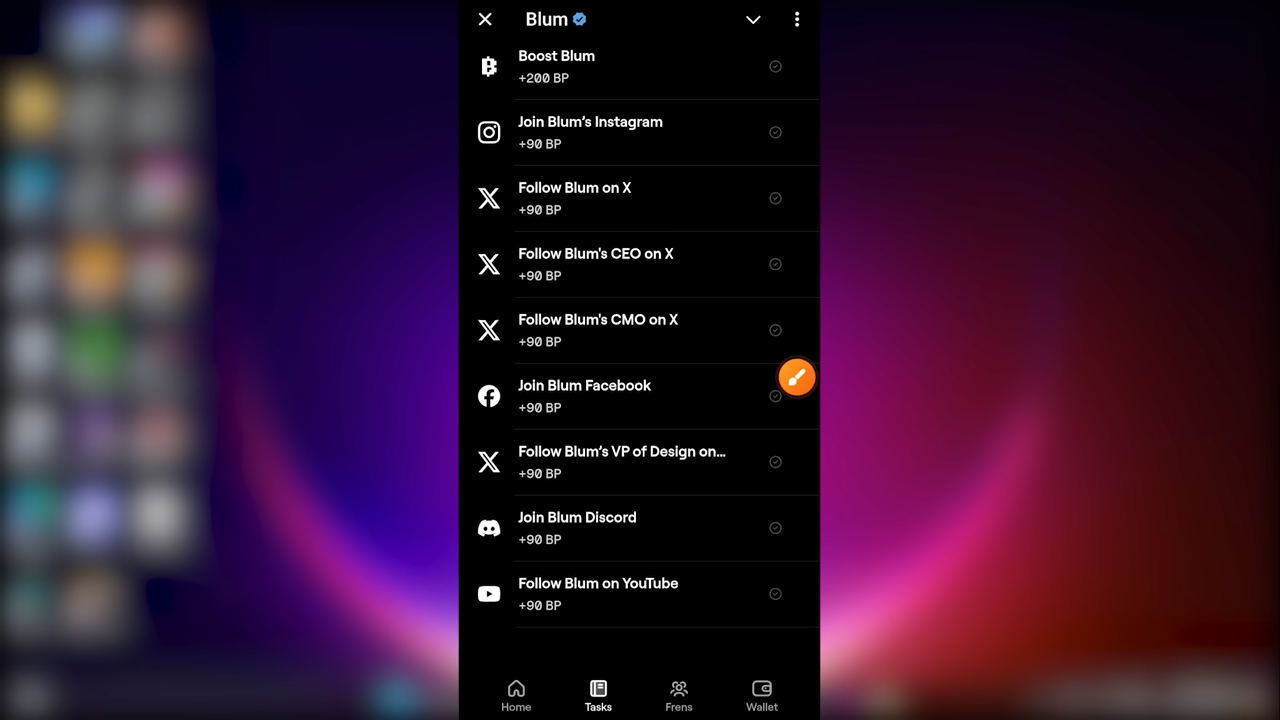 Blum
Boost Blum
+200 BP
Join Blum’s Instagram
+90 BP
Follow Blum on X
+90 BP
Follow Blum's CEO on X
+90 BP
Follow Blum's CMO on X
+90 BP
Join Blum Facebook
+90 BP
Follow Blum’s VP of Design on...
+90 BP
Join Blum Discord
+90 BP
Follow Blum on YouTube
+90 BP
Home
Tasks
Frens
Wallet